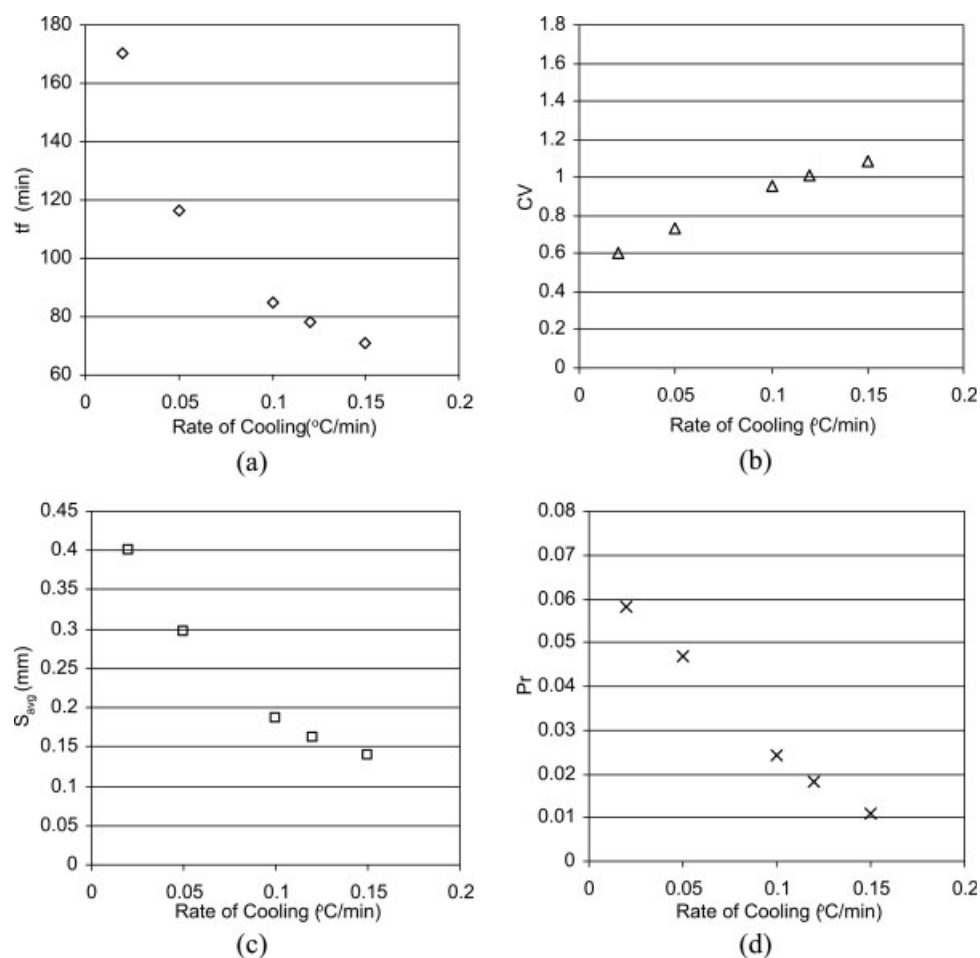 180
160
140
120
100
80
60
tf (min)
0 0.05 0.1 0.15 0.2
Rate of Cooling(ºC/min)
(a)
1.8
1.6
1.4
1.2
1
0.8
0.6
0.4
0.2
0
CV
0 0.05 0.1 0.15 0.2
Rate of Cooling (ºC/min)
(b)
0.45
0.4
0.35
0.3
0.25
0.2
0.15
0.1
0.05
0
Savg (mm)
0 0.05 0.1 0.15 0.2
Rate of Cooling (ºC/min)
(c)
0.08
0.07
0.06
0.05
0.04
0.03
0.02
0.01
0
Pr
0 0.05 0.1 0.15 0.2
Rate of Cooling (ºC/min)
(d)